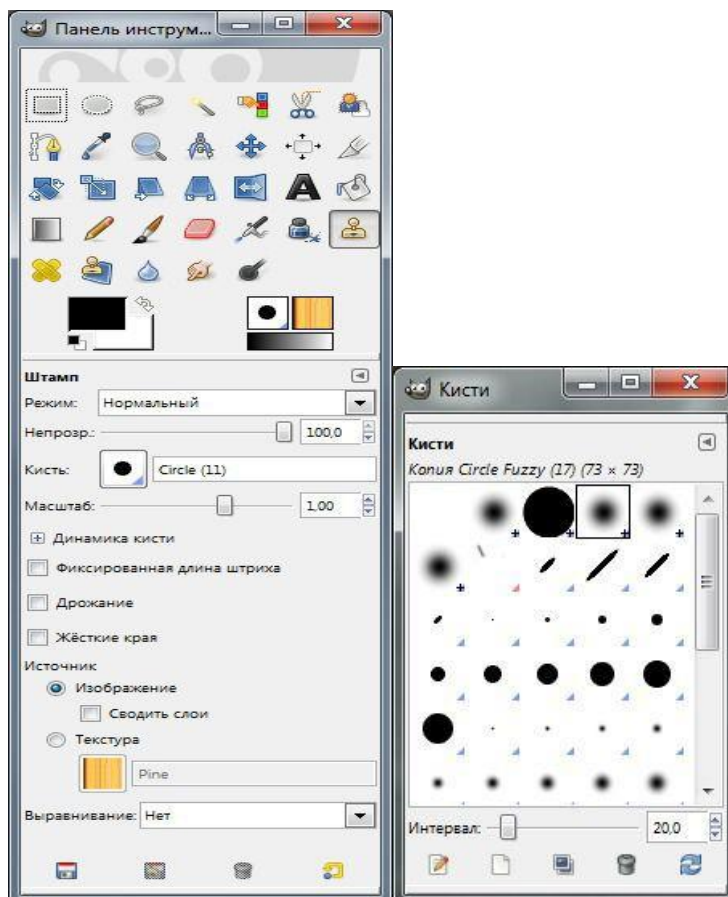 Панель инструм...
Штамп
Режим: Нормальный
Непрозр.: 100,0
Кисть: Circle (11)
Масштаб: 1,00
Динамика кисти
Фиксированная длина штриха
Дрожание
Жёсткие края
Источник
Изображение
Сводить слои
Текстура
Pine
Выравнивание: Нет
Кисти
Кисти
Копия Circle Fuzzy (17) (73 × 73)
Интервал: 20,0